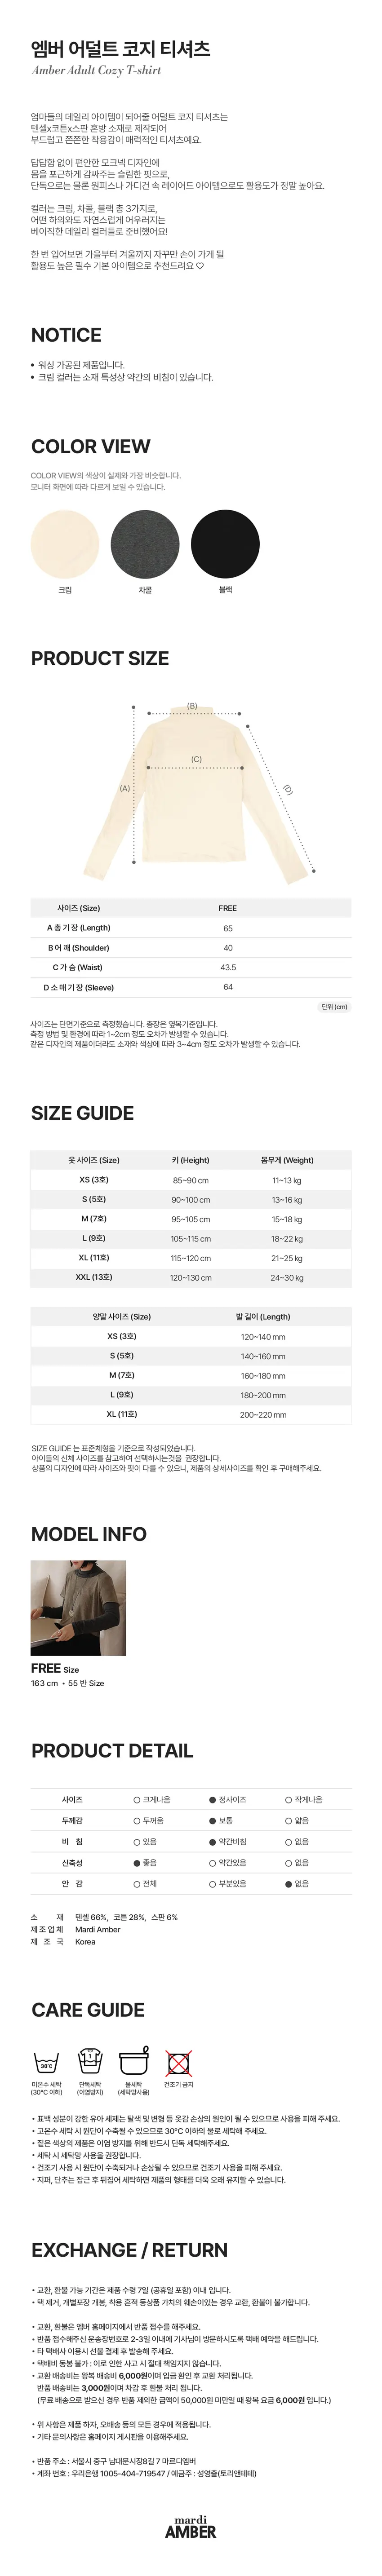 엠버 어덜트 코지 티셔츠
Amber Adult Cozy T-shirt
엄마들의 데일리 아이템이 되어줄 어덜트 코지 티셔츠는
텐셀x코튼x스판 혼방 소재로 제작되어
부드럽고 쫀쫀한 착용감이 매력적인 티셔츠예요.
답답함 없이 편안한 모크넥 디자인에
몸을 포근하게 감싸주는 슬림한 핏으로,
단독으로는 물론 원피스나 가디건 속 레이어드 아이템으로도 활용도가 정말 높아요.
컬러는 크림, 차콜, 블랙 총 3가지로,
어떤 하의와도 자연스럽게 어우러지는
베이직한 데일리 컬러들로 준비했어요!
한 번 입어보면 가을부터 겨울까지 자꾸만 손이 가게 될
활용도 높은 필수 기본 아이템으로 추천드려요 ♡
NOTICE
• 워싱 가공된 제품입니다.
• 크림 컬러는 소재 특성상 약간의 비침이 있습니다.
COLOR VIEW
COLOR VIEW의 색상이 실제와 가장 비슷합니다.
모니터 화면에 따라 다르게 보일 수 있습니다.
크림 차콜 블랙
PRODUCT SIZE
(B)
(C)
(A)
(D)
사이즈 (Size) FREE
A 총 기 장 (Length) 65
B 어 깨 (Shoulder) 40
C 가 슴 (Waist) 43.5
D 소 매 기 장 (Sleeve) 64
단위 (cm)
사이즈는 단면기준으로 측정했습니다. 총장은 옆목기준입니다.
측정 방법 및 환경에 따라 1~2cm 정도 오차가 발생할 수 있습니다.
같은 디자인의 제품이더라도 소재와 색상에 따라 3~4cm 정도 오차가 발생할 수 있습니다.
SIZE GUIDE
옷 사이즈 (Size) 키 (Height) 몸무게 (Weight)
XS (3호) 85~90 cm 11~13 kg
S (5호) 90~100 cm 13~16 kg
M (7호) 95~105 cm 15~18 kg
L (9호) 105~115 cm 18~22 kg
XL (11호) 115~120 cm 21~25 kg
XXL (13호) 120~130 cm 24~30 kg
양말 사이즈 (Size) 발 길이 (Length)
XS (3호) 120~140 mm
S (5호) 140~160 mm
M (7호) 160~180 mm
L (9호) 180~200 mm
XL (11호) 200~220 mm
SIZE GUIDE 는 표준체형을 기준으로 작성되었습니다.
아이들의 신체 사이즈를 참고하여 선택하시는것을 권장합니다.
상품의 디자인에 따라 사이즈와 핏이 다를 수 있으니, 제품의 상세사이즈를 확인 후 구매해주세요.
MODEL INFO
FREE Size
163 cm • 55 반 Size
PRODUCT DETAIL
사이즈 ○ 크게나옴 ● 정사이즈 ○ 작게나옴
두께감 ○ 두꺼움 ● 보통 ○ 얇음
비 침 ○ 있음 ● 약간비침 ○ 없음
신축성 ● 좋음 ○ 약간있음 ○ 없음
안 감 ○ 전체 ○ 부분있음 ● 없음
소 재 텐셀 66%, 코튼 28%, 스판 6%
제 조 업 체 Mardi Amber
제 조 국 Korea
CARE GUIDE
30°C
1
미온수 세탁 단독세탁 물세탁 건조기 금지
(30°C 이하) (이염방지) (세탁망사용)
• 표백 성분이 강한 유아 세제는 탈색 및 변형 등 옷감 손상의 원인이 될 수 있으므로 사용을 피해 주세요.
• 고온수 세탁 시 원단이 수축될 수 있으므로 30°C 이하의 물로 세탁해 주세요.
• 짙은 색상의 제품은 이염 방지를 위해 반드시 단독 세탁해주세요.
• 세탁 시 세탁망 사용을 권장합니다.
• 건조기 사용 시 원단이 수축되거나 손상될 수 있으므로 건조기 사용을 피해 주세요.
• 지퍼, 단추는 잠근 후 뒤집어 세탁하면 제품의 형태를 더욱 오래 유지할 수 있습니다.
EXCHANGE / RETURN
• 교환, 환불 가능 기간은 제품 수령 7일 (공휴일 포함) 이내 입니다.
• 택 제거, 개별포장 개봉, 착용 흔적 등상품 가치의 훼손이있는 경우 교환, 환불이 불가합니다.
• 교환, 환불은 엠버 홈페이지에서 반품 접수를 해주세요.
• 반품 접수해주신 운송장번호로 2-3일 이내에 기사님이 방문하시도록 택배 예약을 해드립니다.
• 타 택배사 이용시 선불 결제 후 발송해 주세요.
• 택배비 동봉 불가 : 이로 인한 사고 시 절대 책임지지 않습니다.
• 교환 배송비는 왕복 배송비 6,000원이며 입금 확인 후 교환 처리됩니다.
반품 배송비는 3,000원이며 차감 후 환불 처리 됩니다.
(무료 배송으로 받으신 경우 반품 제외한 금액이 50,000원 미만일 때 왕복 요금 6,000원 입니다.)
• 위 사항은 제품 하자, 오배송 등의 모든 경우에 적용됩니다.
• 기타 문의사항은 홈페이지 게시판을 이용해주세요.
• 반품 주소 : 서울시 중구 남대문시장8길 7 마르디엠버
• 계좌 번호 : 우리은행 1005-404-719547 / 예금주 : 성영출(토리앤테테)
mardi
AMBER